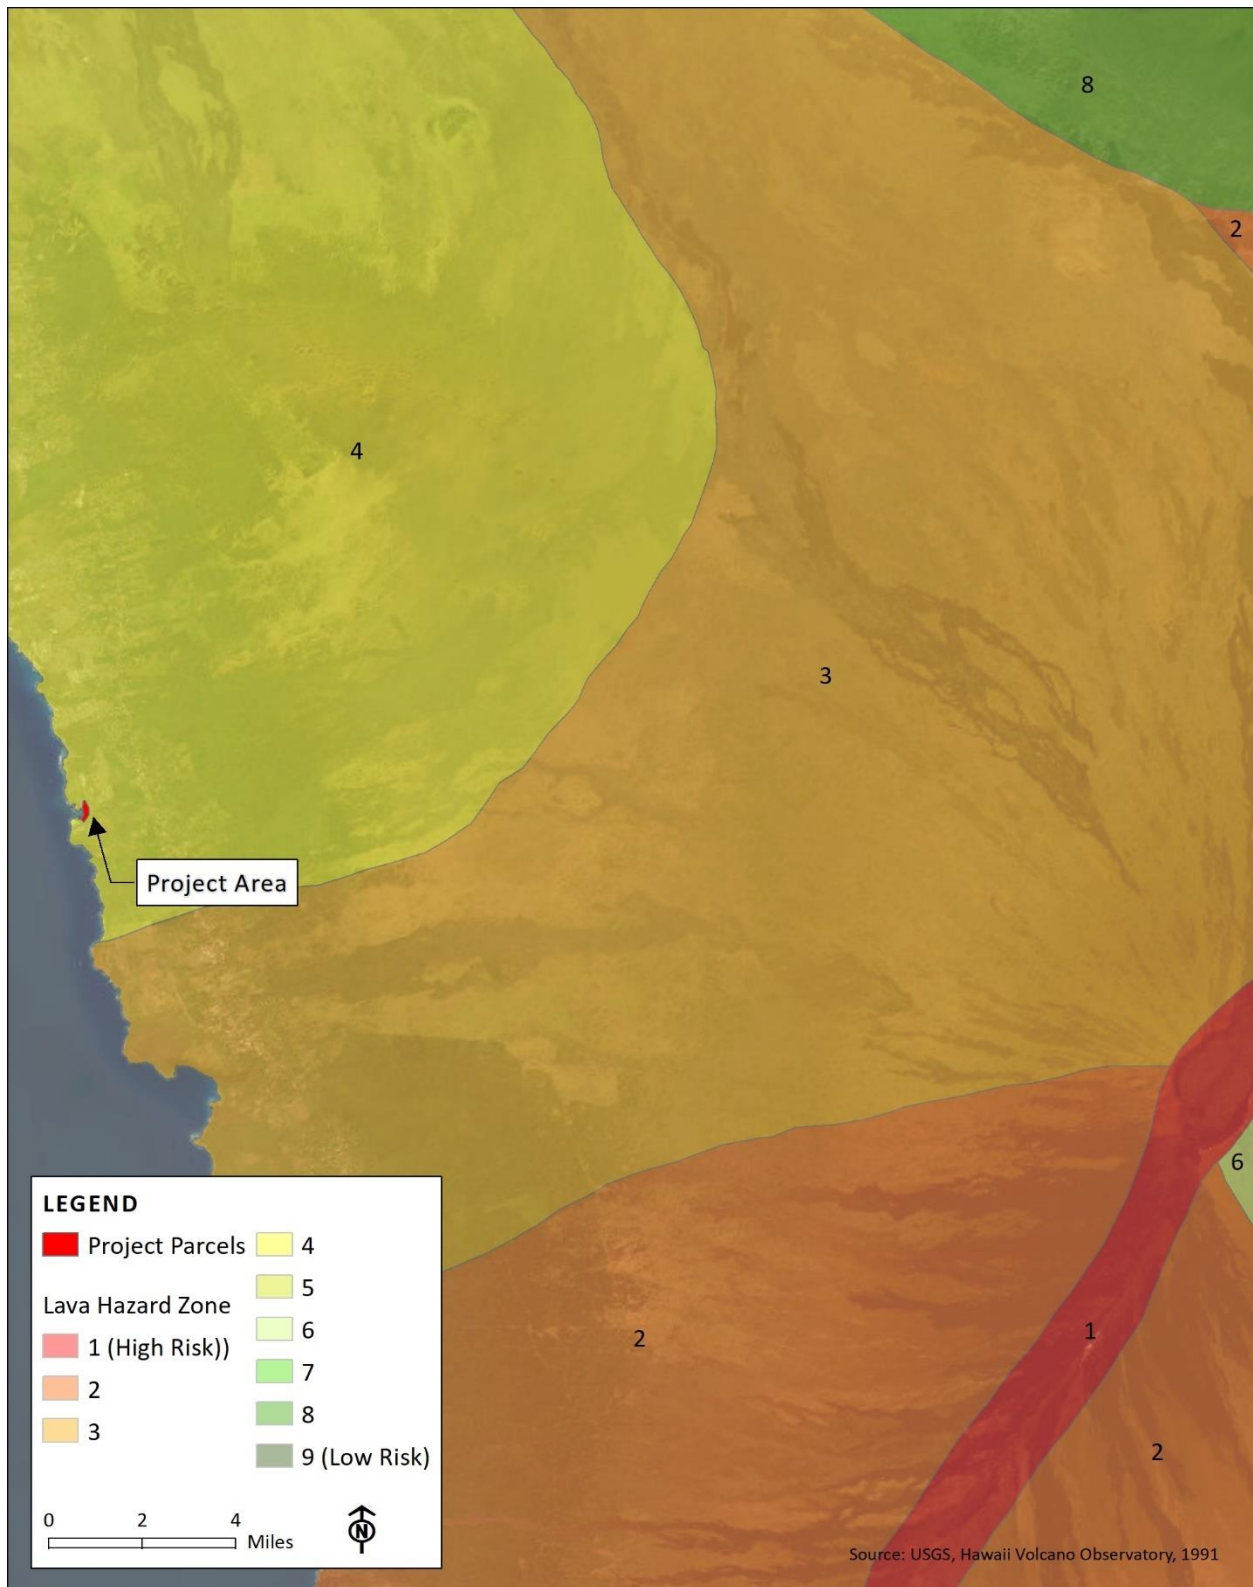 8
2
4
3
Project Area
6
LEGEND
Project Parcels
Lava Hazard Zone
1 (High Risk))
2
3
4
5
6
7
8
9 (Low Risk)
0 2 4 Miles
N
2
1
2
Source: USGS, Hawaii Volcano Observatory, 1991